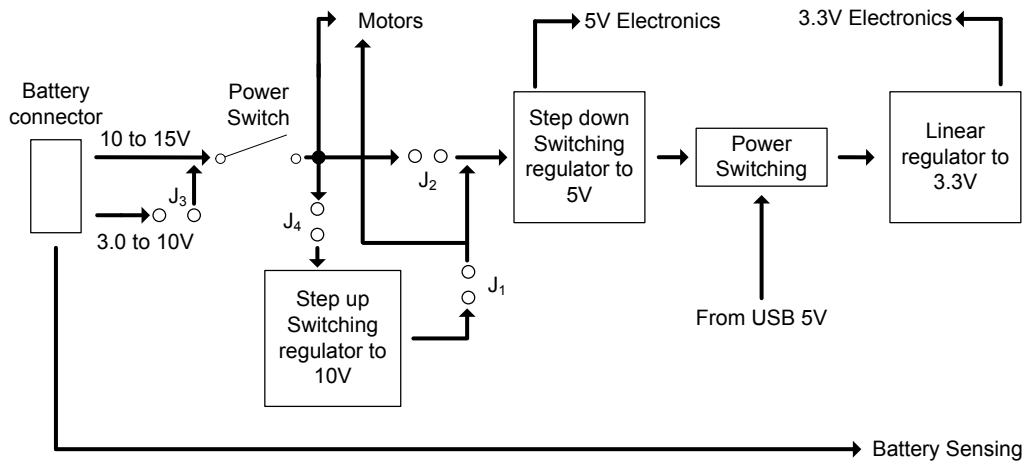 Motors
5V Electronics
3.3V Electronics
Battery
connector
10 to 15V
Power
Switch
J3
3.0 to 10V
J4
J2
J1
Step up
Switching
regulator to
10V
Step down
Switching
regulator to
5V
Power
Switching
From USB 5V
Linear
regulator to
3.3V
Battery Sensing